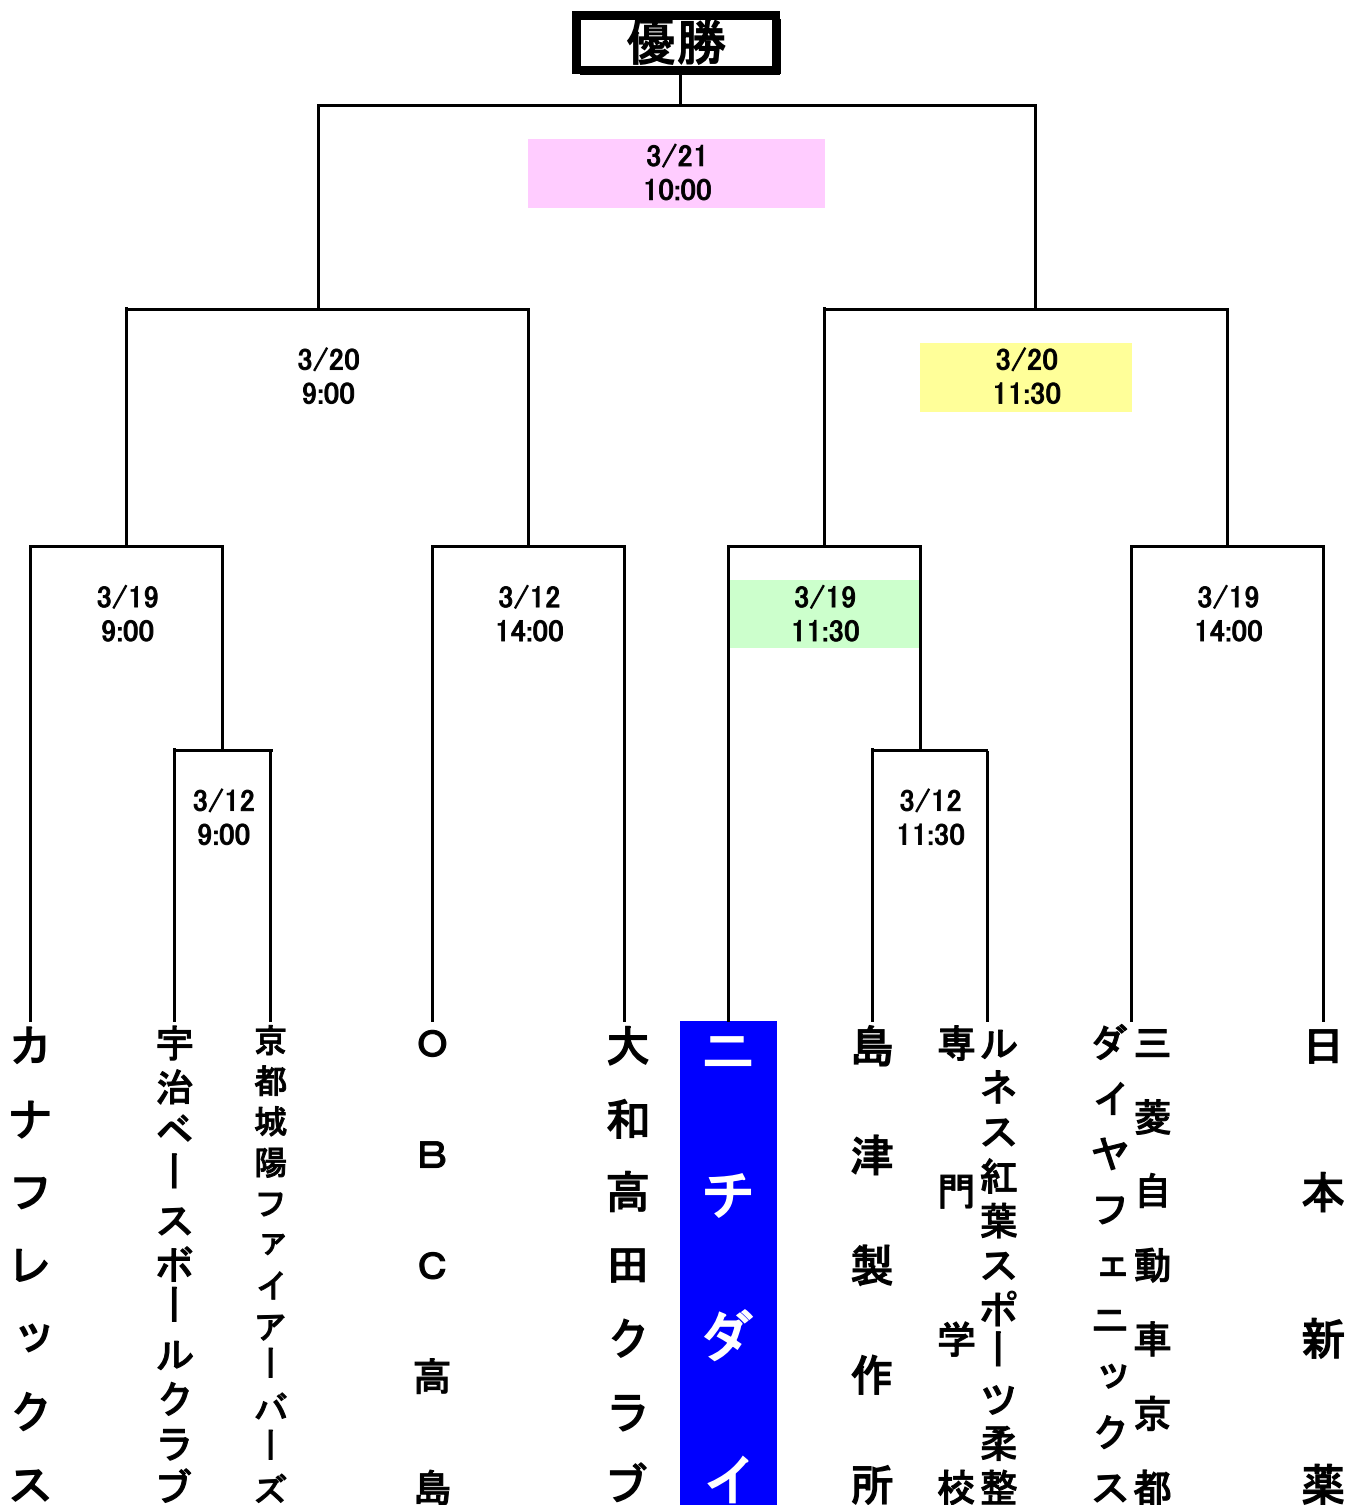 優勝
3/21
10:00
3/20
9:00
3/20
11:30
3/19
9:00
3/12
14:00
3/19
11:30
3/19
14:00
3/12
9:00
3/12
11:30
カナフレックス
宇治ベースボールクラブ
京都城陽ファイアーバーズ
OBC高島
大和高田クラブ
ニチダイ
島津製作所
ルネス紅葉スポーツ柔整
専門学校
三菱自動車京都
ダイヤフェニックス
日本新薬